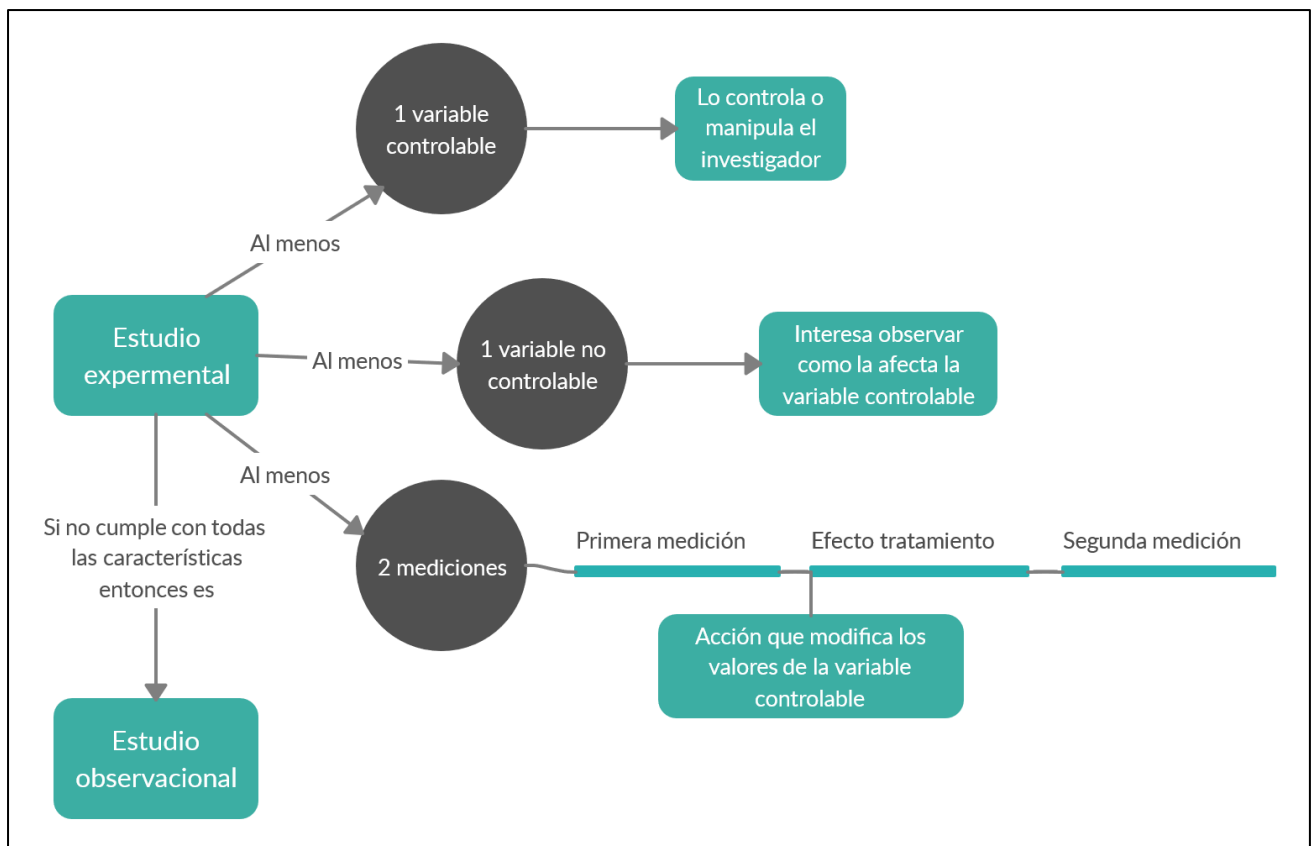 1 variable
controlable
Lo controla o
manipula el
investigador
Al menos
Estudio
expermental
Al menos
1 variable no
controlable
Interesa observar
como la afecta la
variable controlable
Al menos
Si no cumple con todas
las características
entonces es
2 mediciones
Primera medición
Efecto tratamiento
Segunda medición
Acción que modifica los
valores de la variable
controlable
Estudio
observacional